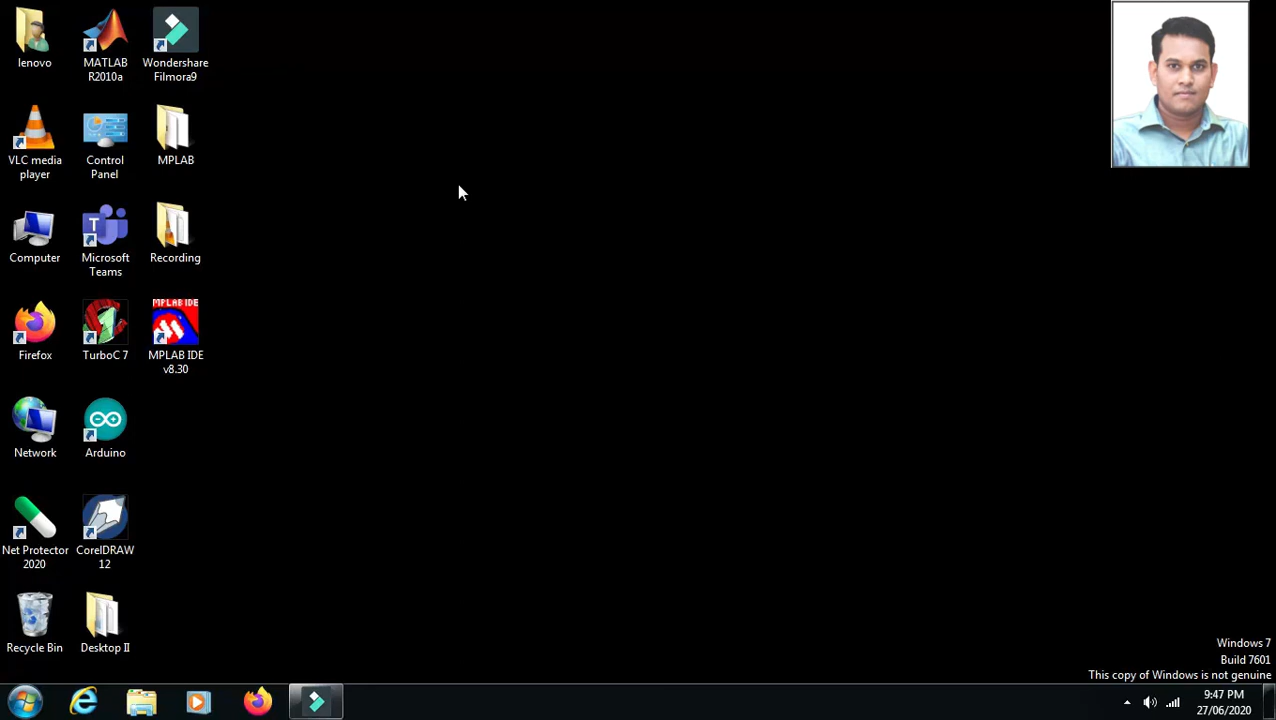 lenovo
MATLAB
R2010a
Wondershare
Filmora9
VLC media
player
Control
Panel
MPLAB
Computer
Microsoft
Teams
Recording
Firefox
TurboC 7
MPLAB IDE
MPLAB IDE
v8.30
Network
Arduino
Net Protector
2020
CorelDRAW
12
Recycle Bin
Desktop II
Windows 7
Build 7601
This copy of Windows is not genuine
9:47 PM
27/06/2020